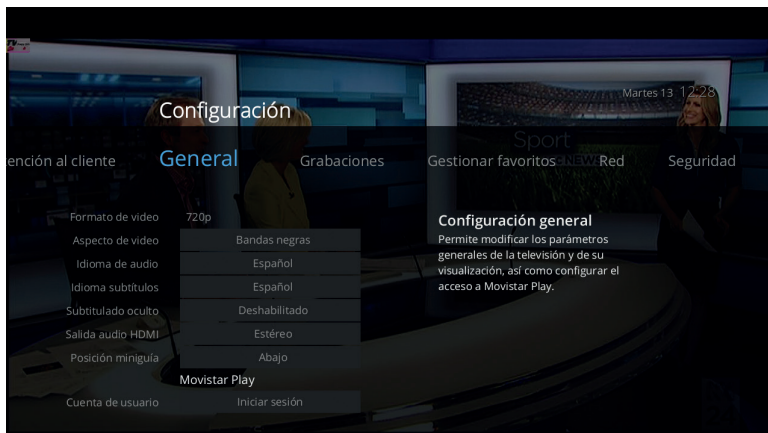 Martes 13 12:28
Configuración
Sport
NEWS
ención al cliente General Grabaciones Gestionar favoritos Red Seguridad
Formato de video 720p
Aspecto de video Bandas negras
Idioma de audio Español
Idioma subtítulos Español
Subtitulado oculto Deshabilitado
Salida audio HDMI Estéreo
Posición miniguía Abajo
Movistar Play
Cuenta de usuario Iniciar sesión
Configuración general
Permite modificar los parámetros
generales de la televisión y de su
visualización, así como configurar el
acceso a Movistar Play.